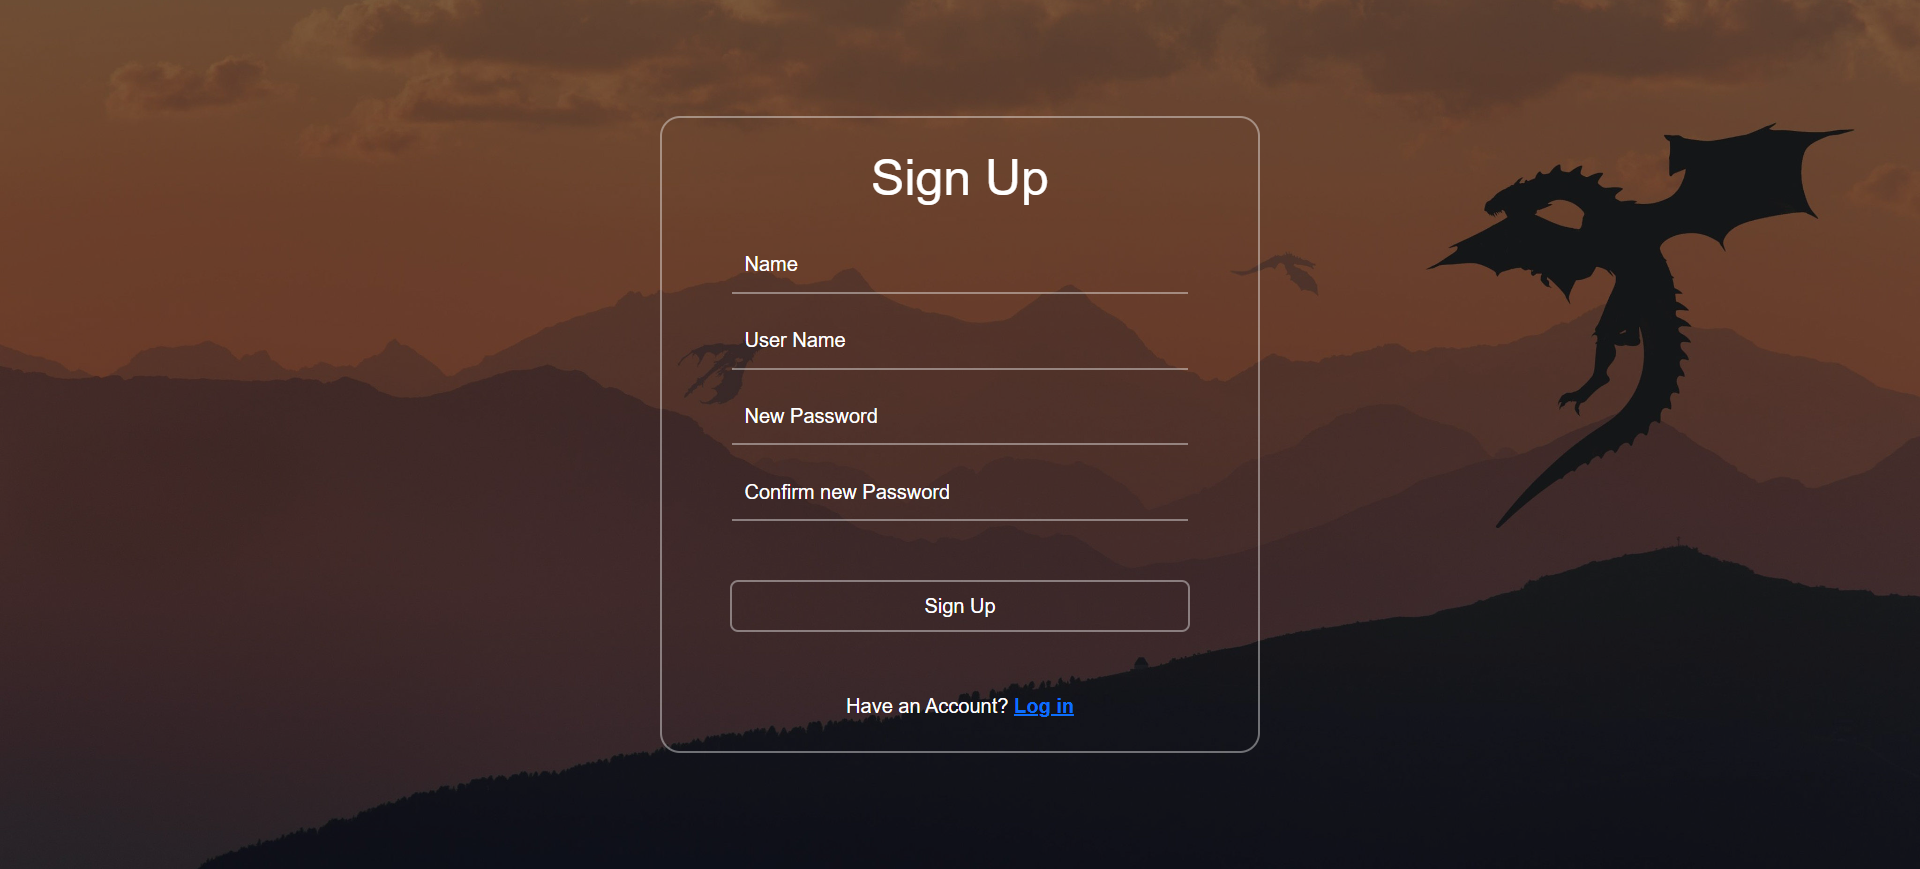 Sign Up
Name
User Name
New Password
Confirm new Password
Sign Up
Have an Account? Log in